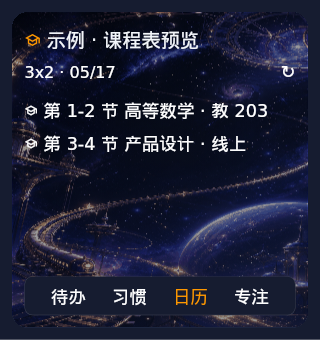 示例 · 课程表预览
3x2 · 05/17 ↻
第 1-2 节 高等数学 · 教 203
第 3-4 节 产品设计 · 线上
待办 习惯 日历 专注